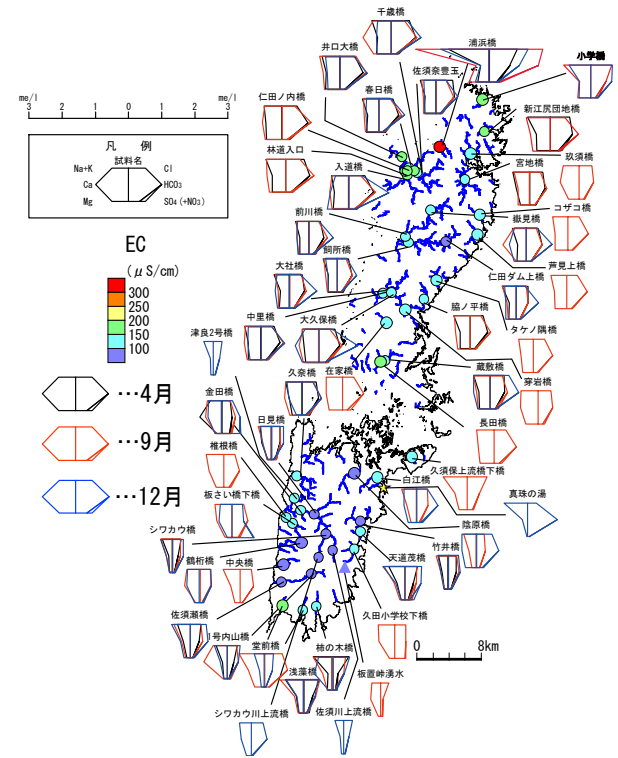 千歳橋
井口大橋
浦浜橋
佐須奈豊玉
小学橋
春日橋
仁田ノ内橋
新江尻団地橋
林道入口
入道橋
宮地橋
玖須橋
前川橋
嶽見橋
コザコ橋
飼所橋
大社橋
仁田ダム上橋
芦見上橋
中里橋
大久保橋
脇ノ平橋
タケノ隅橋
津良2号橋
久奈橋
在家橋
蔵敷橋
穿岩橋
金田橋
日見橋
長田橋
椎根橋
久須保上流橋下橋
白江橋
真珠の湯
板さい橋下橋
シワカウ橋
陰原橋
鶴桁橋
中央橋
天道茂橋
竹井橋
佐須瀬橋
1号内山橋
堂前橋
柿の木橋
久田小学校下橋
浅藻橋
板置峠湧水
シワカウ川上流橋
佐須川上流橋
me/l
me/l
3 2 1 0 1 2 3
凡 例
試料名
Na+K Cl
Ca HCO₃
Mg SO₄(+NO₃)
EC
(μS/cm)
300
250
200
150
100
…4月
…9月
…12月
0 8km